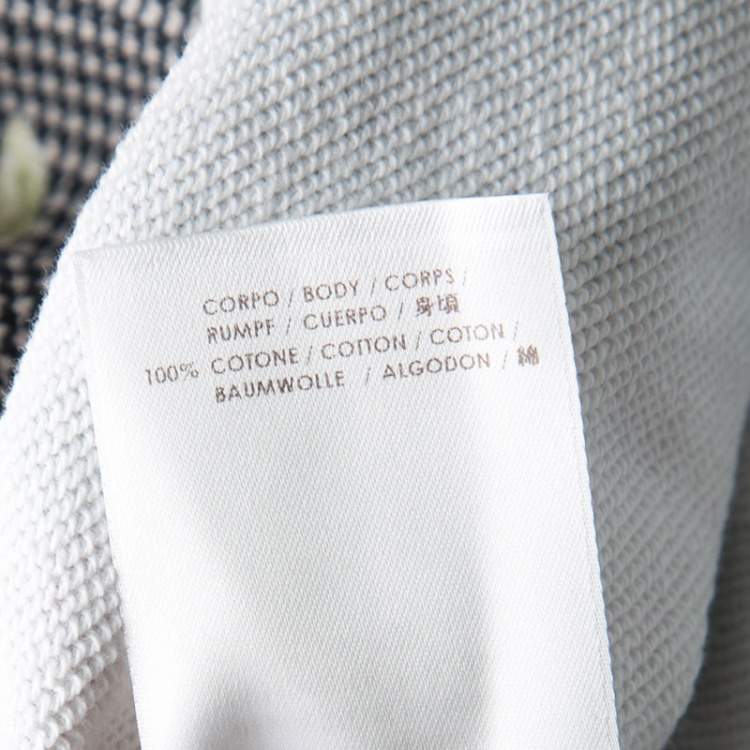 CORPO / BODY / CORPS /
RUMPF / CUERPO / 身頃
100% COTONE / COTTON / COTON /
BAUMWOLLE / ALGODON / 綿